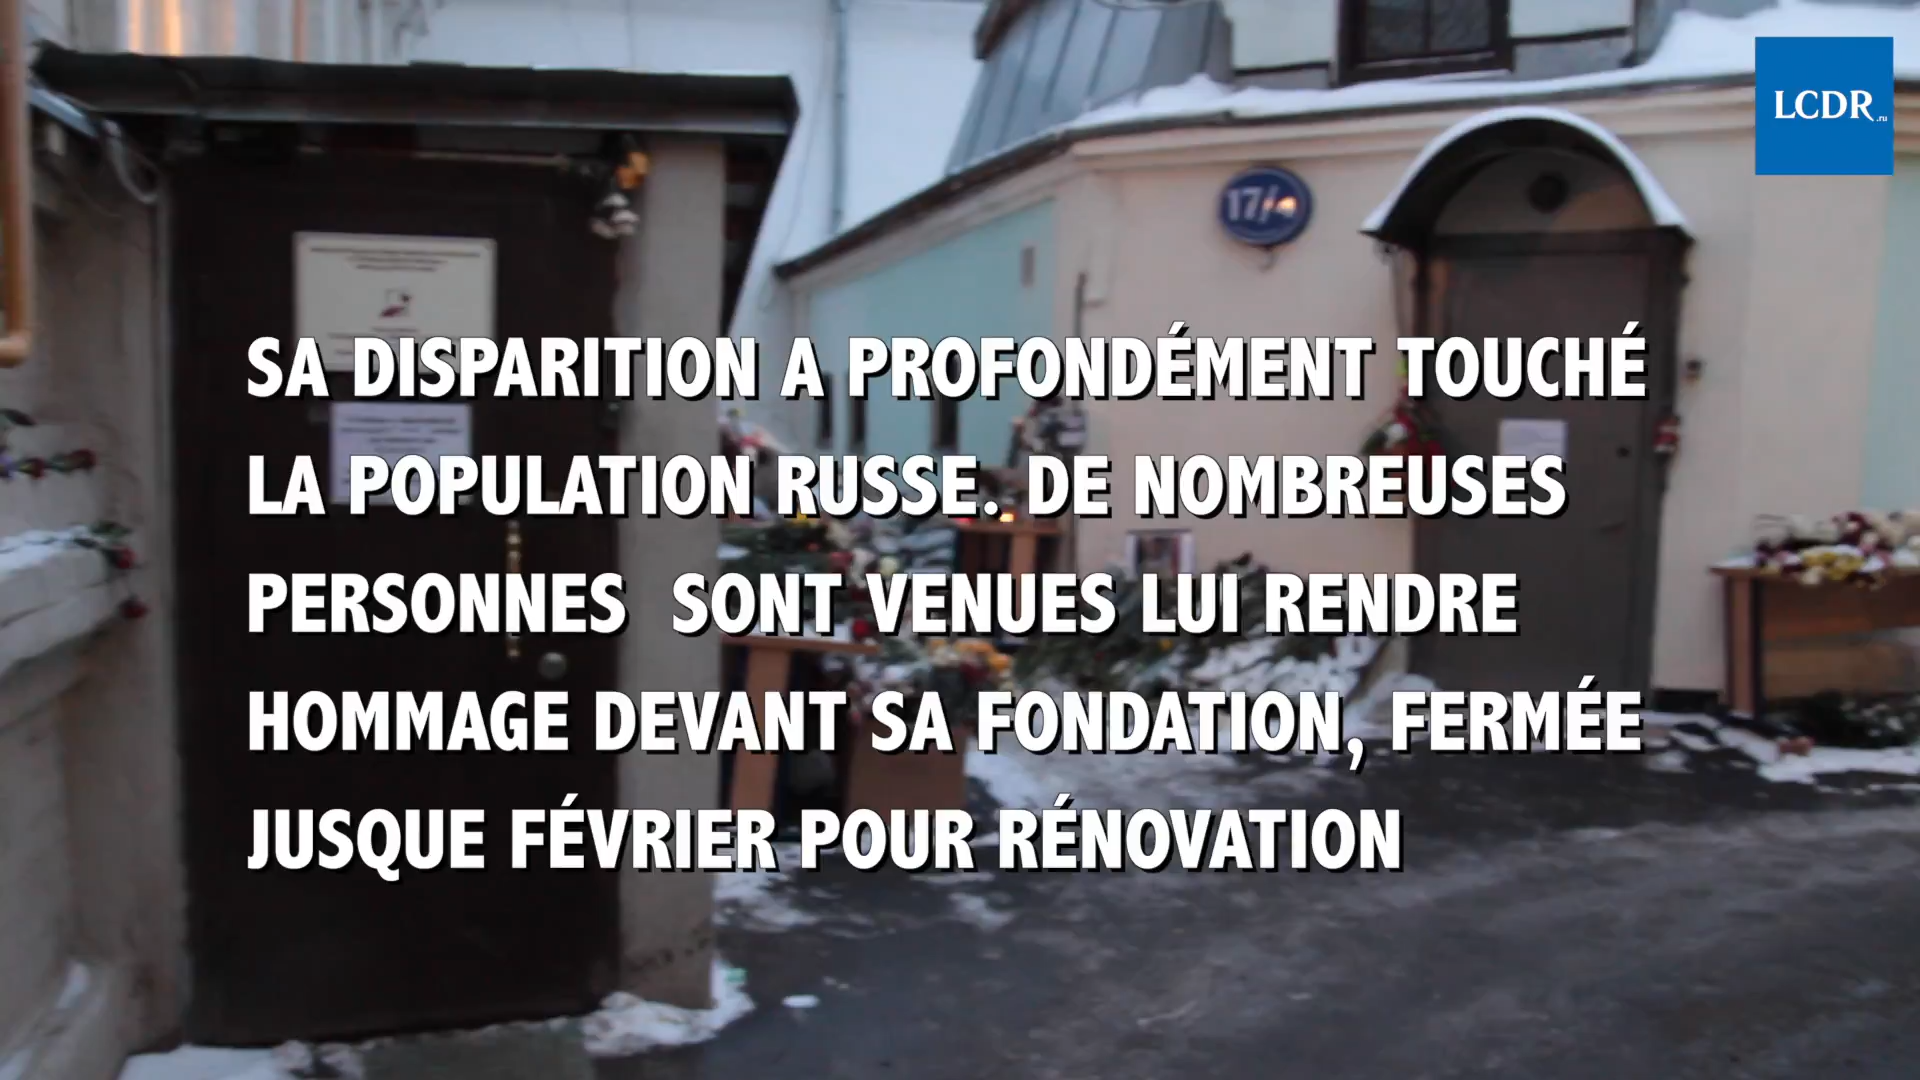 LCDR.ru
17/4
SA DISPARITION A PROFONDÉMENT TOUCHÉ
LA POPULATION RUSSE. DE NOMBREUSES
PERSONNES  SONT VENUES LUI RENDRE
HOMMAGE DEVANT SA FONDATION, FERMÉE
JUSQUE FÉVRIER POUR RÉNOVATION